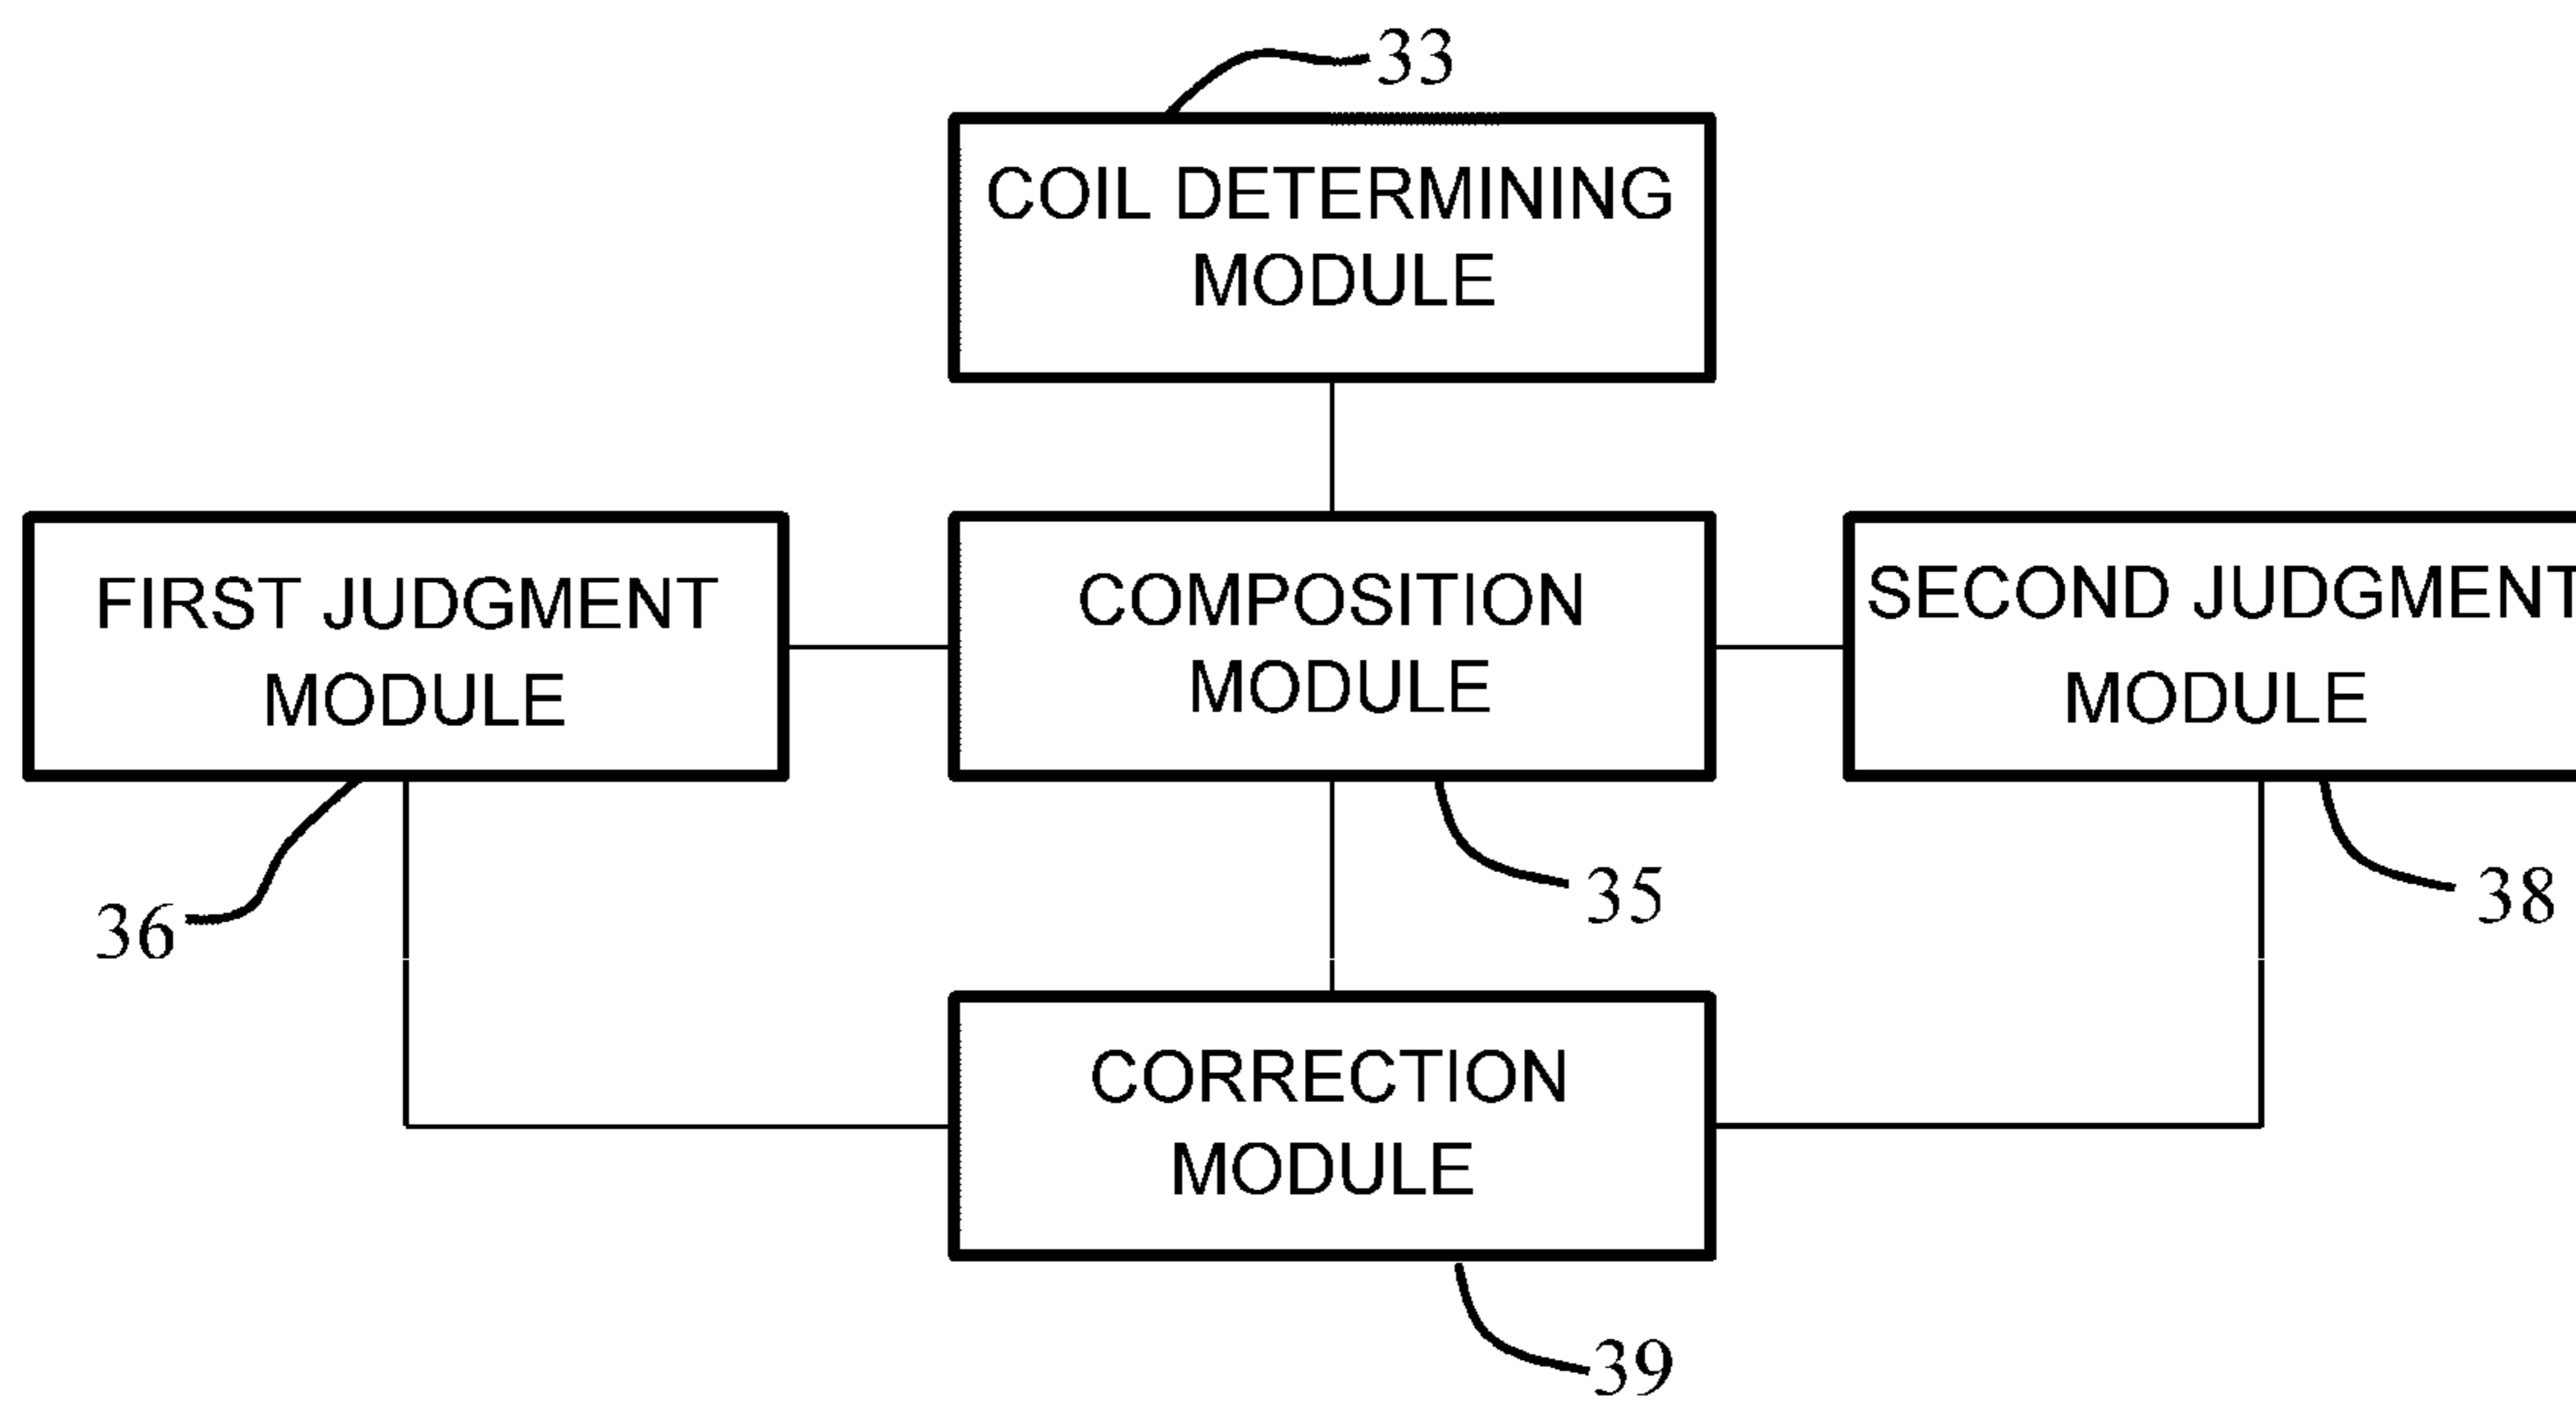 33
COIL DETERMINING
MODULE
FIRST JUDGMENT
MODULE
COMPOSITION
MODULE
SECOND JUDGMENT
MODULE
36
35
38
CORRECTION
MODULE
39